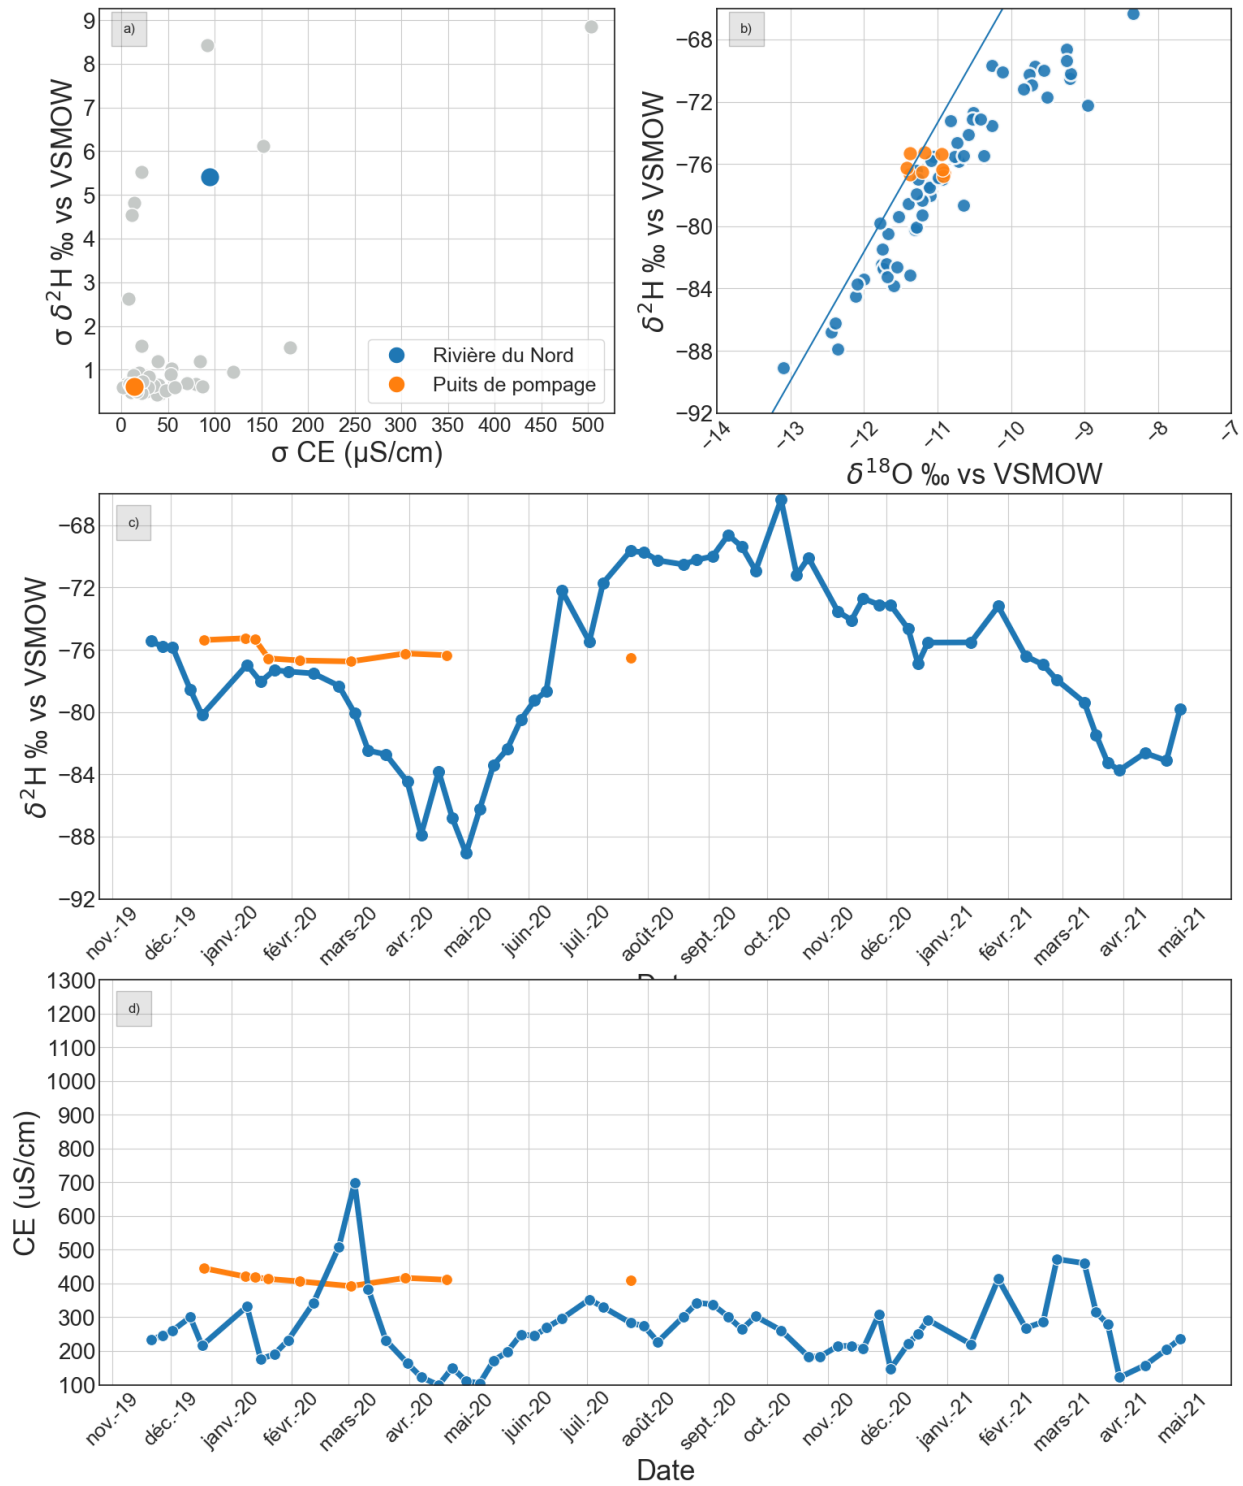 a)
9
8
7
6
5
4
3
2
1
σ δ²H ‰ vs VSMOW
0 50 100 150 200 250 300 350 400 450 500
σ CE (µS/cm)
Rivière du Nord
Puits de pompage
b)
−68
−72
−76
−80
−84
−88
−92
δ²H ‰ vs VSMOW
−14 −13 −12 −11 −10 −9 −8 −7
δ¹⁸O ‰ vs VSMOW
c)
−68
−72
−76
−80
−84
−88
−92
δ²H ‰ vs VSMOW
nov.-19 déc.-19 janv.-20 févr.-20 mars-20 avr.-20 mai-20 juin-20 juil.-20 août-20 sept.-20 oct.-20 nov.-20 déc.-20 janv.-21 févr.-21 mars-21 avr.-21 mai-21
d)
1300
1200
1100
1000
900
800
700
600
500
400
300
200
100
CE (uS/cm)
nov.-19 déc.-19 janv.-20 févr.-20 mars-20 avr.-20 mai-20 juin-20 juil.-20 août-20 sept.-20 oct.-20 nov.-20 déc.-20 janv.-21 févr.-21 mars-21 avr.-21 mai-21
Date